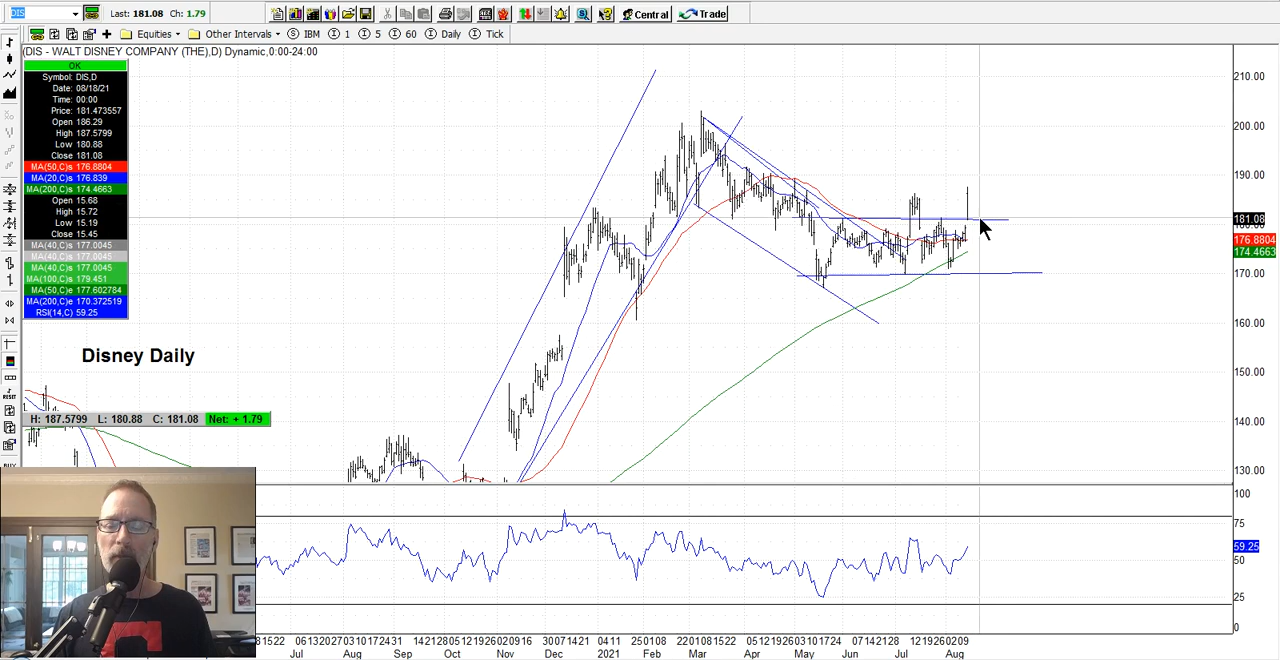 DIS Last: 181.08 Ch: 1.79 Central Trade
Equities Other Intervals IBM 1 5 60 Daily Tick
(DIS - WALT DISNEY COMPANY (THE),D) Dynamic,0:00-24:00
OK
Symbol: DIS,D
Date: 08/18/21
Time: 00:00
Price: 181.473557
Open 186.29
High 187.5799
Low 180.88
Close 181.08
MA(50,C)s 176.8804
MA(20,C)s 176.839
MA(200,C)s 174.4663
Open 15.68
High 15.72
Low 15.19
Close 15.45
MA(40,C)s 177.0045
MA(40,C)s 177.0045
MA(40,C)s 177.0045
MA(100,C)s 179.451
MA(50,C)e 177.602784
MA(200,C)e 170.372519
RSI(14,C) 59.25
210.00
200.00
190.00
181.08
180.00
176.8804
174.4663
170.00
160.00
150.00
140.00
130.00
Disney Daily
H: 187.5799 L: 180.88 C: 181.08 Net: + 1.79
RESET
100
75
59.25
50
25
0
Jul Aug Sep Oct Nov Dec 2021 Feb Mar Apr May Jun Jul Aug